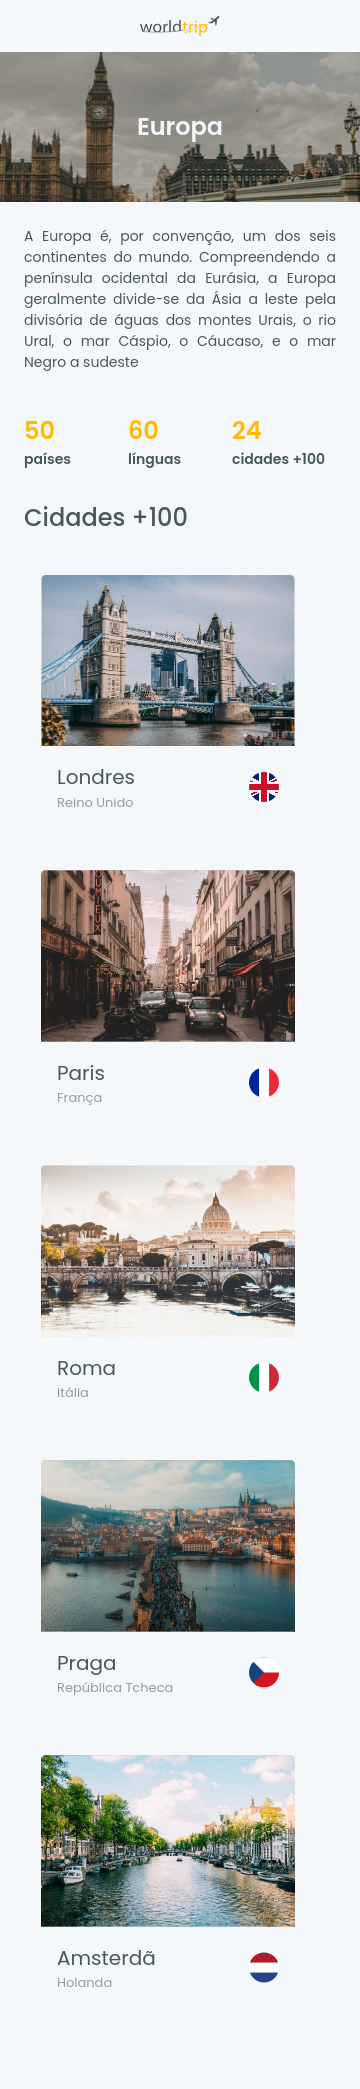 worldtrip
Europa
A Europa é, por convenção, um dos seis
continentes do mundo. Compreendendo a
península ocidental da Eurásia, a Europa
geralmente divide-se da Ásia a leste pela
divisória de águas dos montes Urais, o rio
Ural, o mar Cáspio, o Cáucaso, e o mar
Negro a sudeste
50 60 24
países línguas cidades +100
Cidades +100
Londres
Reino Unido
Paris
França
Roma
Itália
Praga
República Tcheca
Amsterdã
Holanda